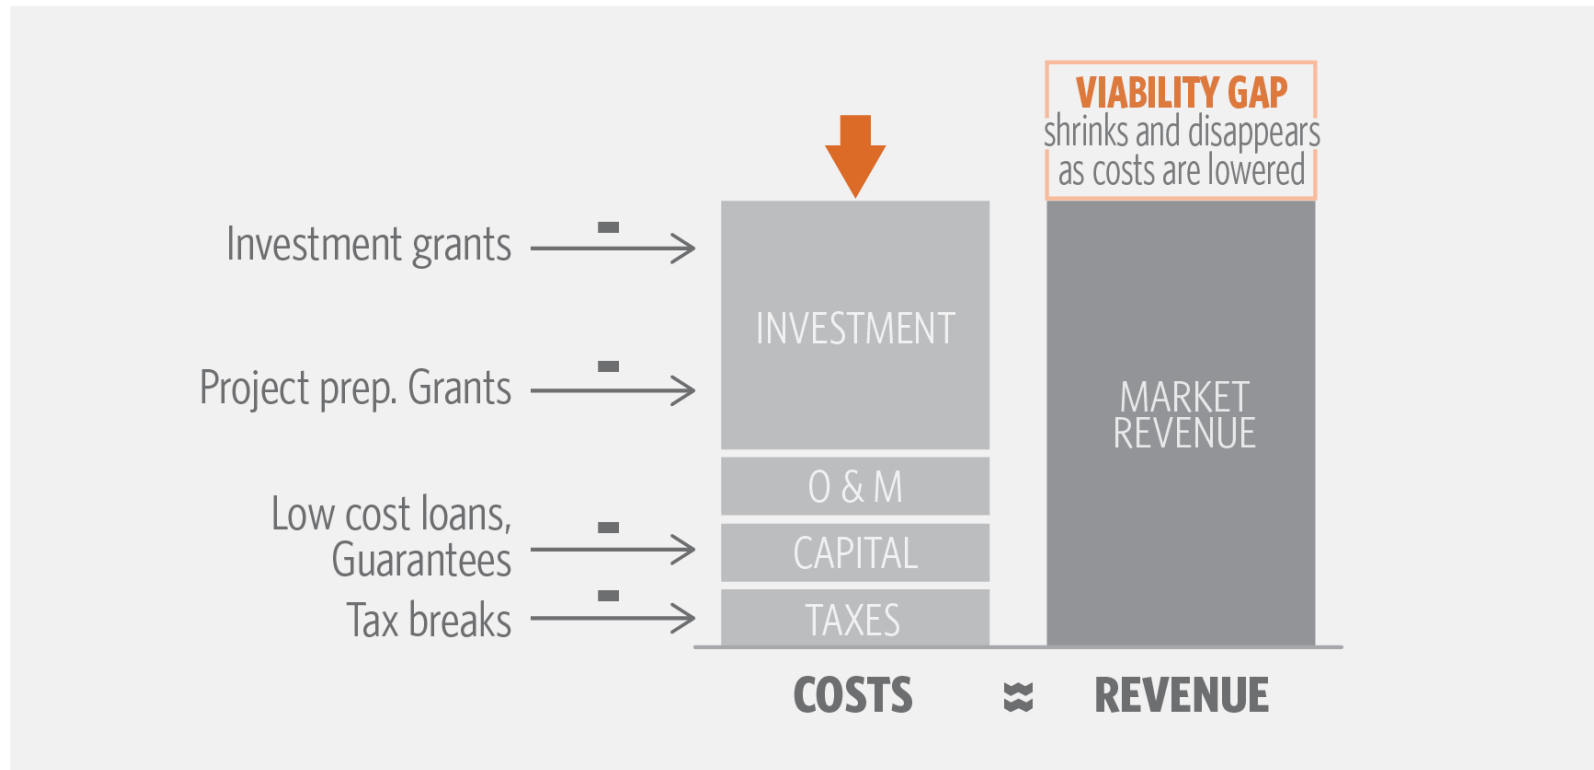 VIABILITY GAP
shrinks and disappears
as costs are lowered
Investment grants
INVESTMENT
Project prep. Grants
MARKET
REVENUE
O & M
Low cost loans,
Guarantees
CAPITAL
Tax breaks
TAXES
COSTS ≈ REVENUE